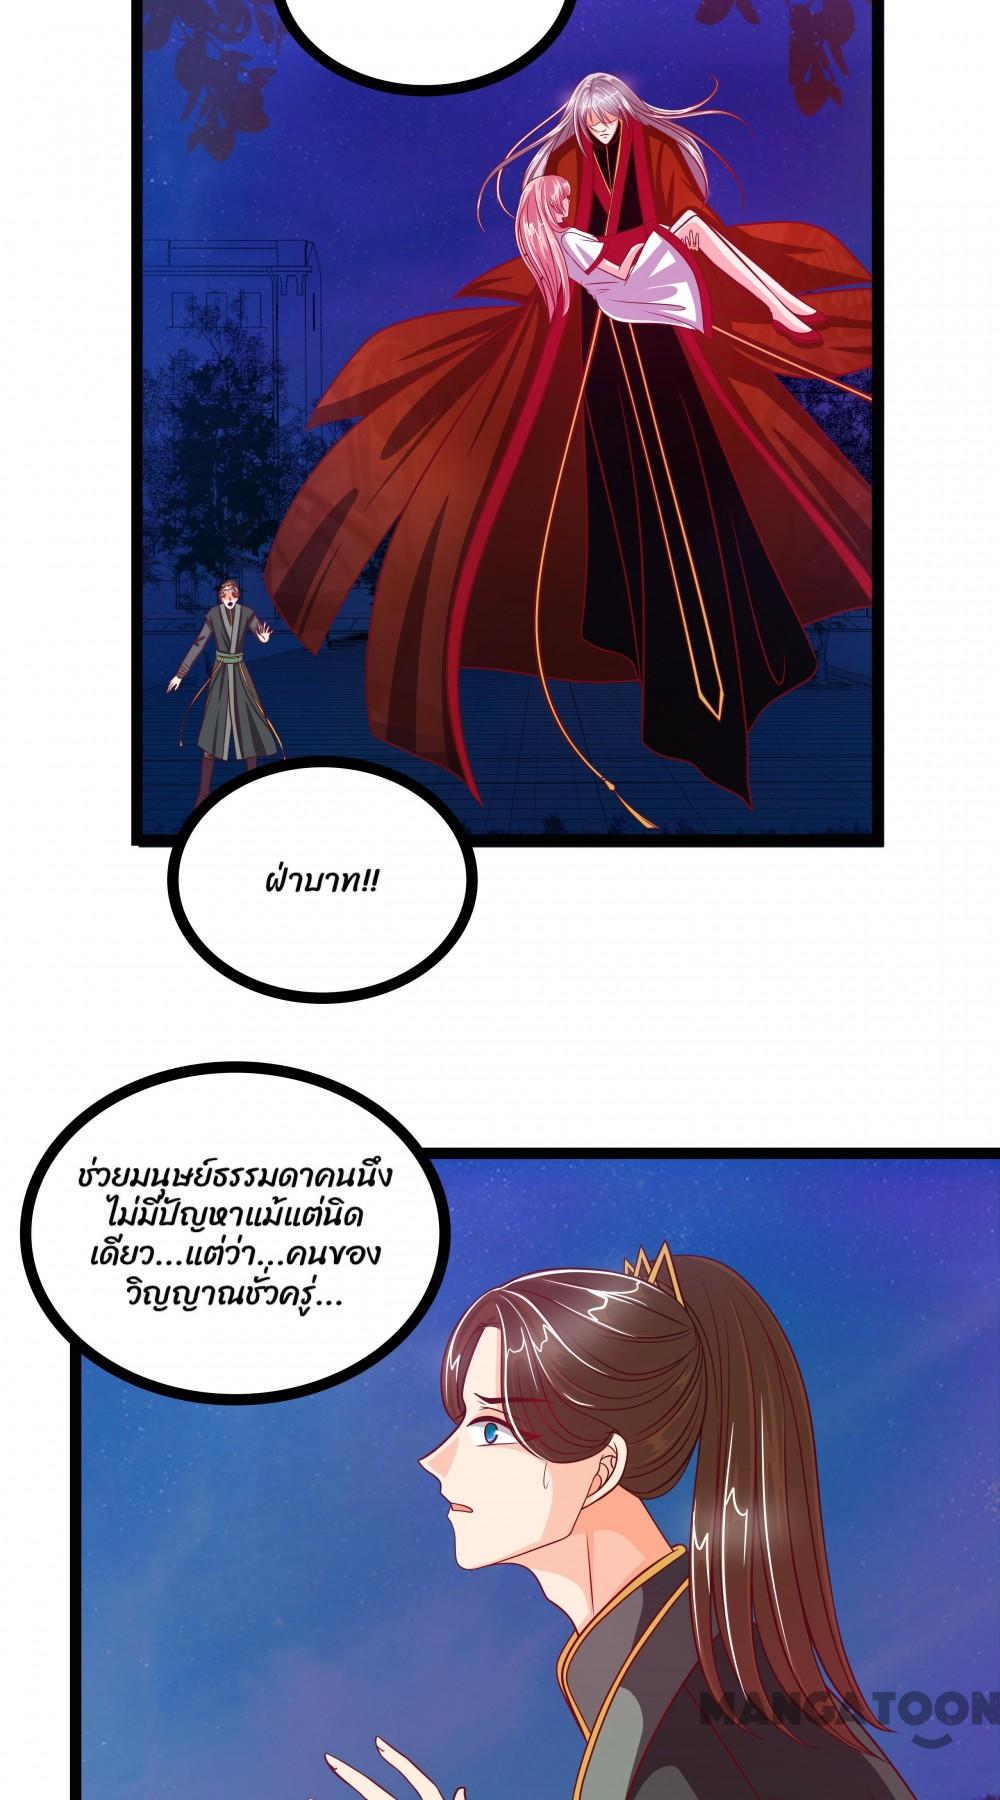 ฝ่าบาท!!
ช่วยมนุษย์ธรรมดาคนนึง
ไม่มีปัญหาแม้แต่นิด
เดียว...แต่ว่า...คนของ
วิญญาณชั่วครู่...
MANGATOON